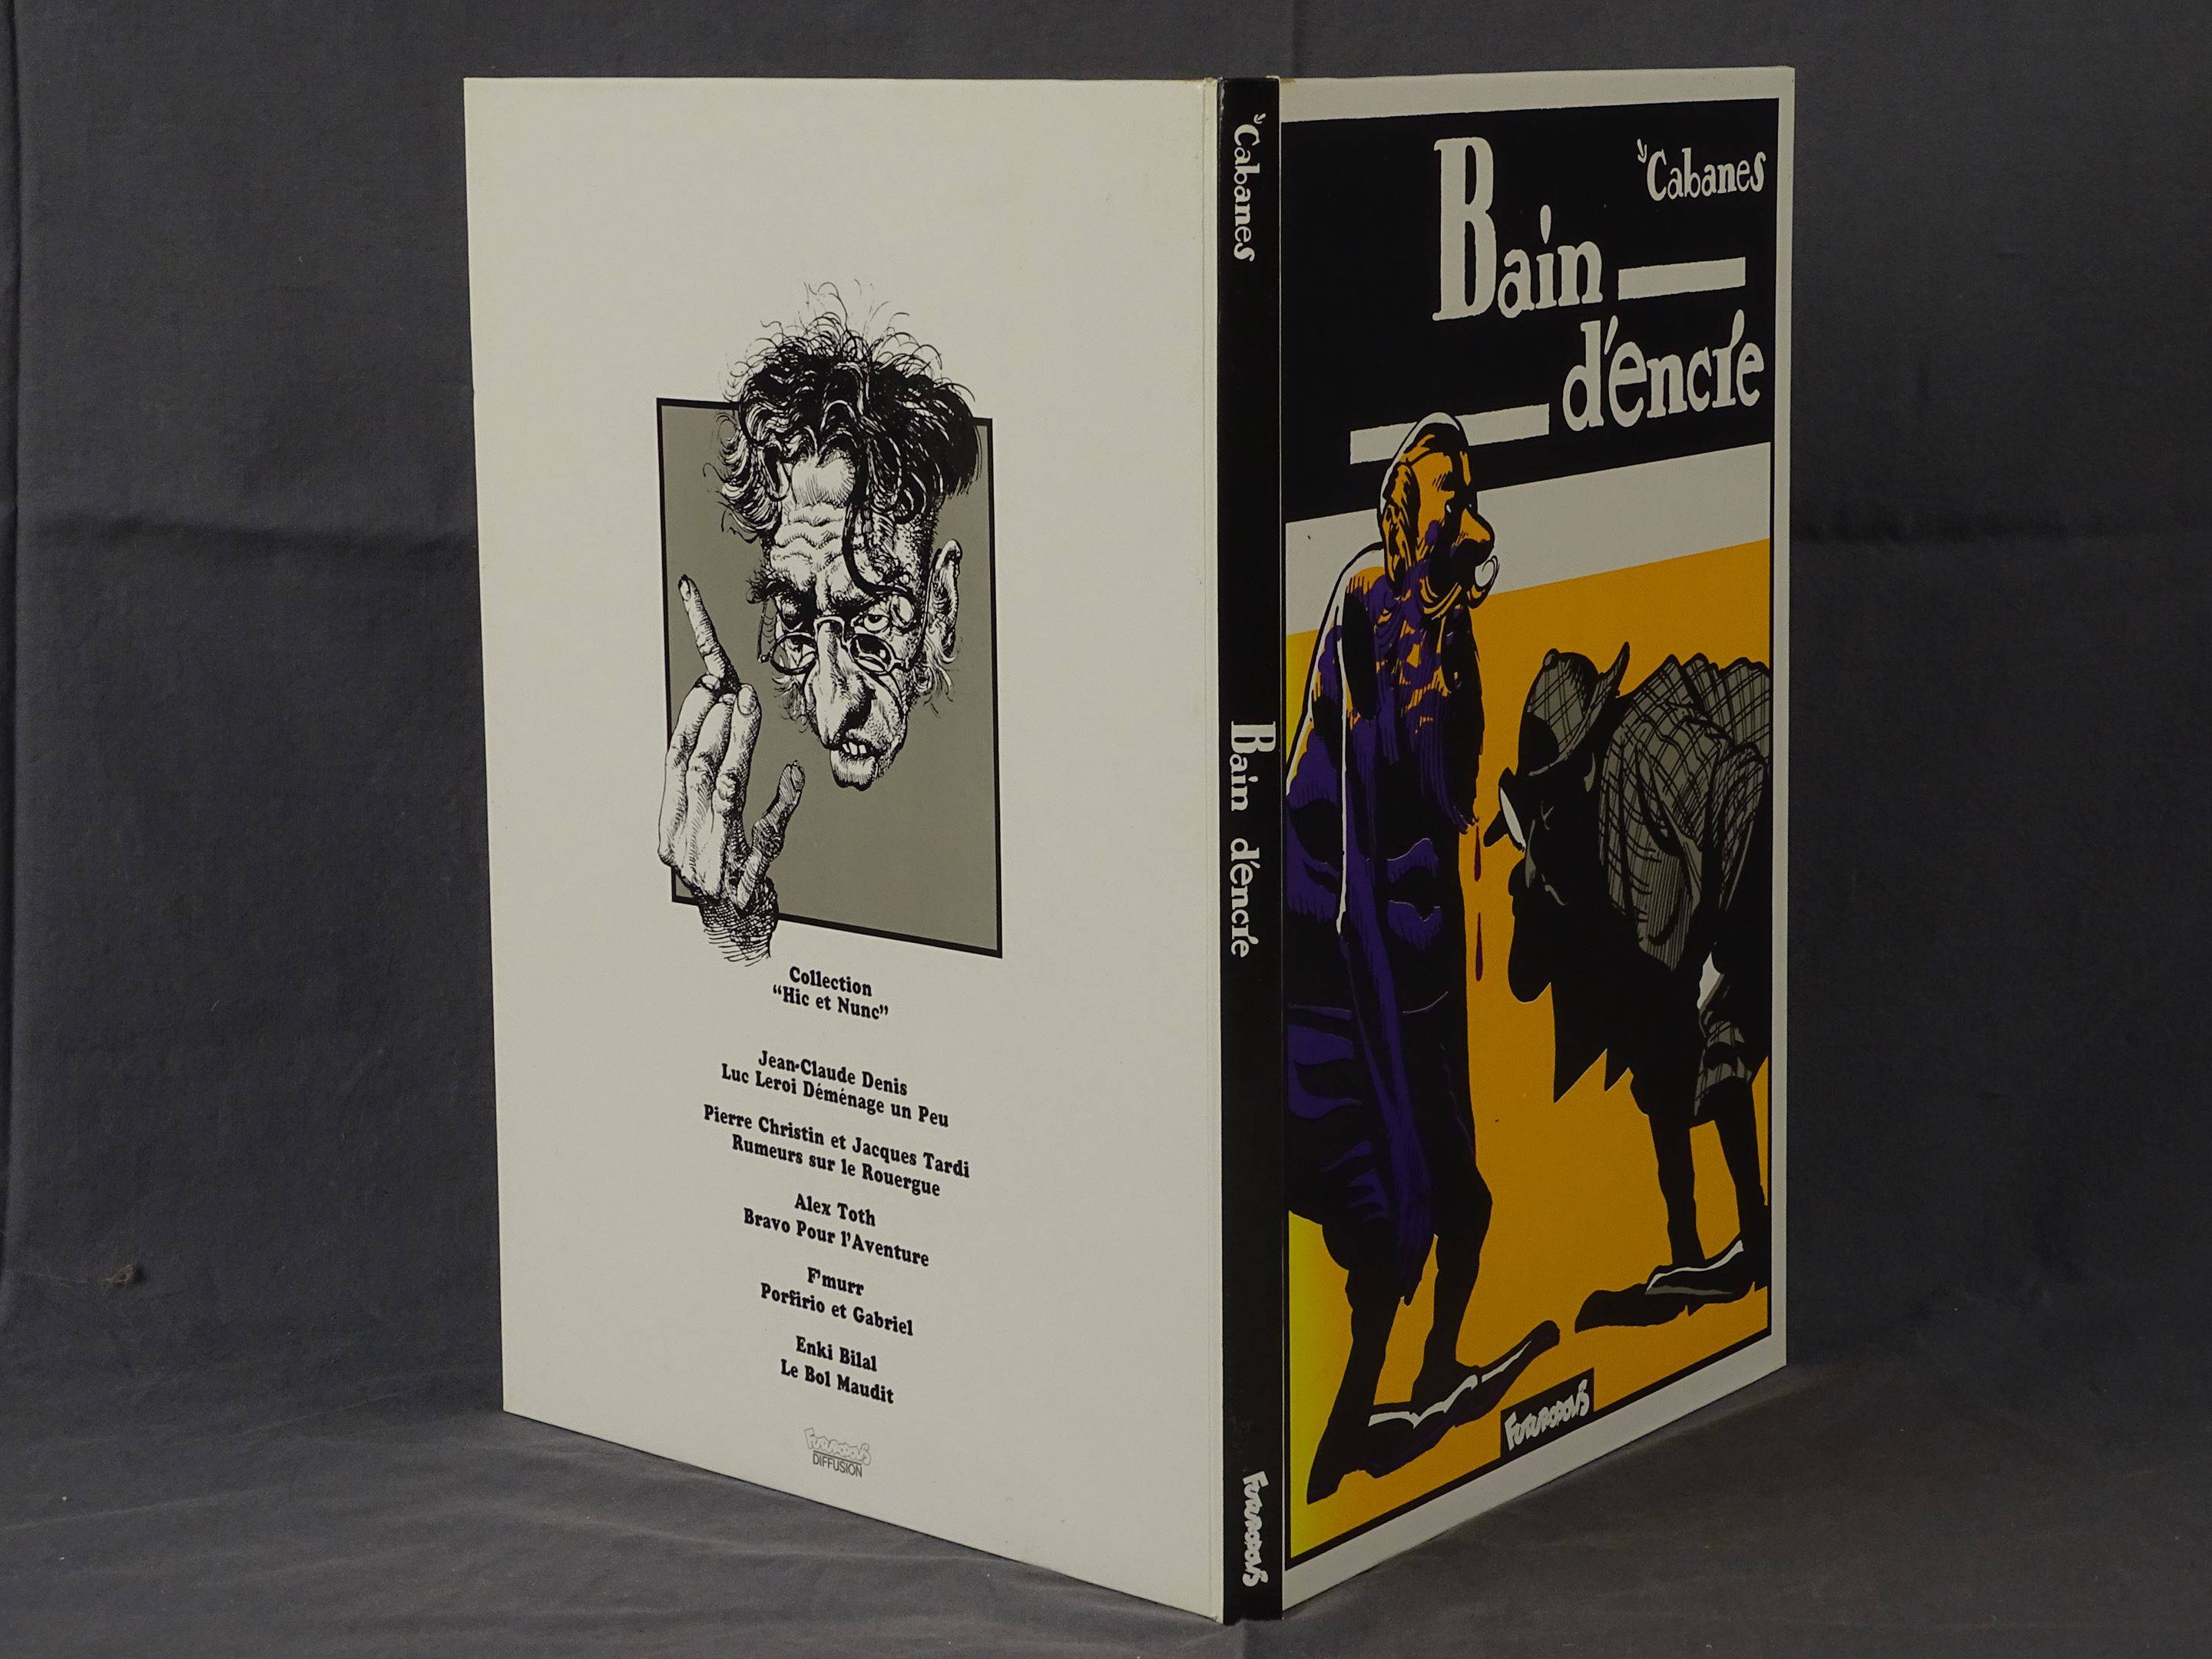 Collection
“Hic et Nunc”
Jean-Claude Denis
Luc Leroi Déménage un Peu
Pierre Christin et Jacques Tardi
Rumeurs sur le Rouergue
Alex Toth
Bravo Pour l'Aventure
F'murr
Porfirio et Gabriel
Enki Bilal
Le Bol Maudit
FUTUROPOLIS
DIFFUSION
Cabanes
Bain d'encre
FUTUROPOLIS
Cabanes
Bain
d'encre
FUTUROPOLIS